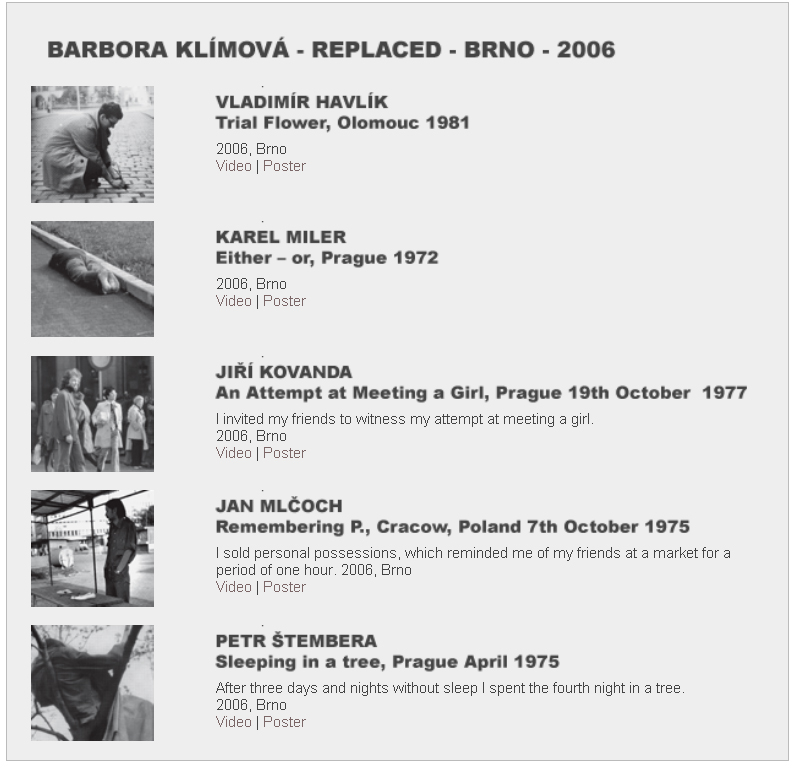 BARBORA KLÍMOVÁ - REPLACED - BRNO - 2006
VLADIMÍR HAVLÍK
Trial Flower, Olomouc 1981
2006, Brno
Video | Poster
KAREL MILER
Either – or, Prague 1972
2006, Brno
Video | Poster
JIŘÍ KOVANDA
An Attempt at Meeting a Girl, Prague 19th October 1977
I invited my friends to witness my attempt at meeting a girl.
2006, Brno
Video | Poster
JAN MLČOCH
Remembering P., Cracow, Poland 7th October 1975
I sold personal possessions, which reminded me of my friends at a market for a
period of one hour. 2006, Brno
Video | Poster
PETR ŠTEMBERA
Sleeping in a tree, Prague April 1975
After three days and nights without sleep I spent the fourth night in a tree.
2006, Brno
Video | Poster